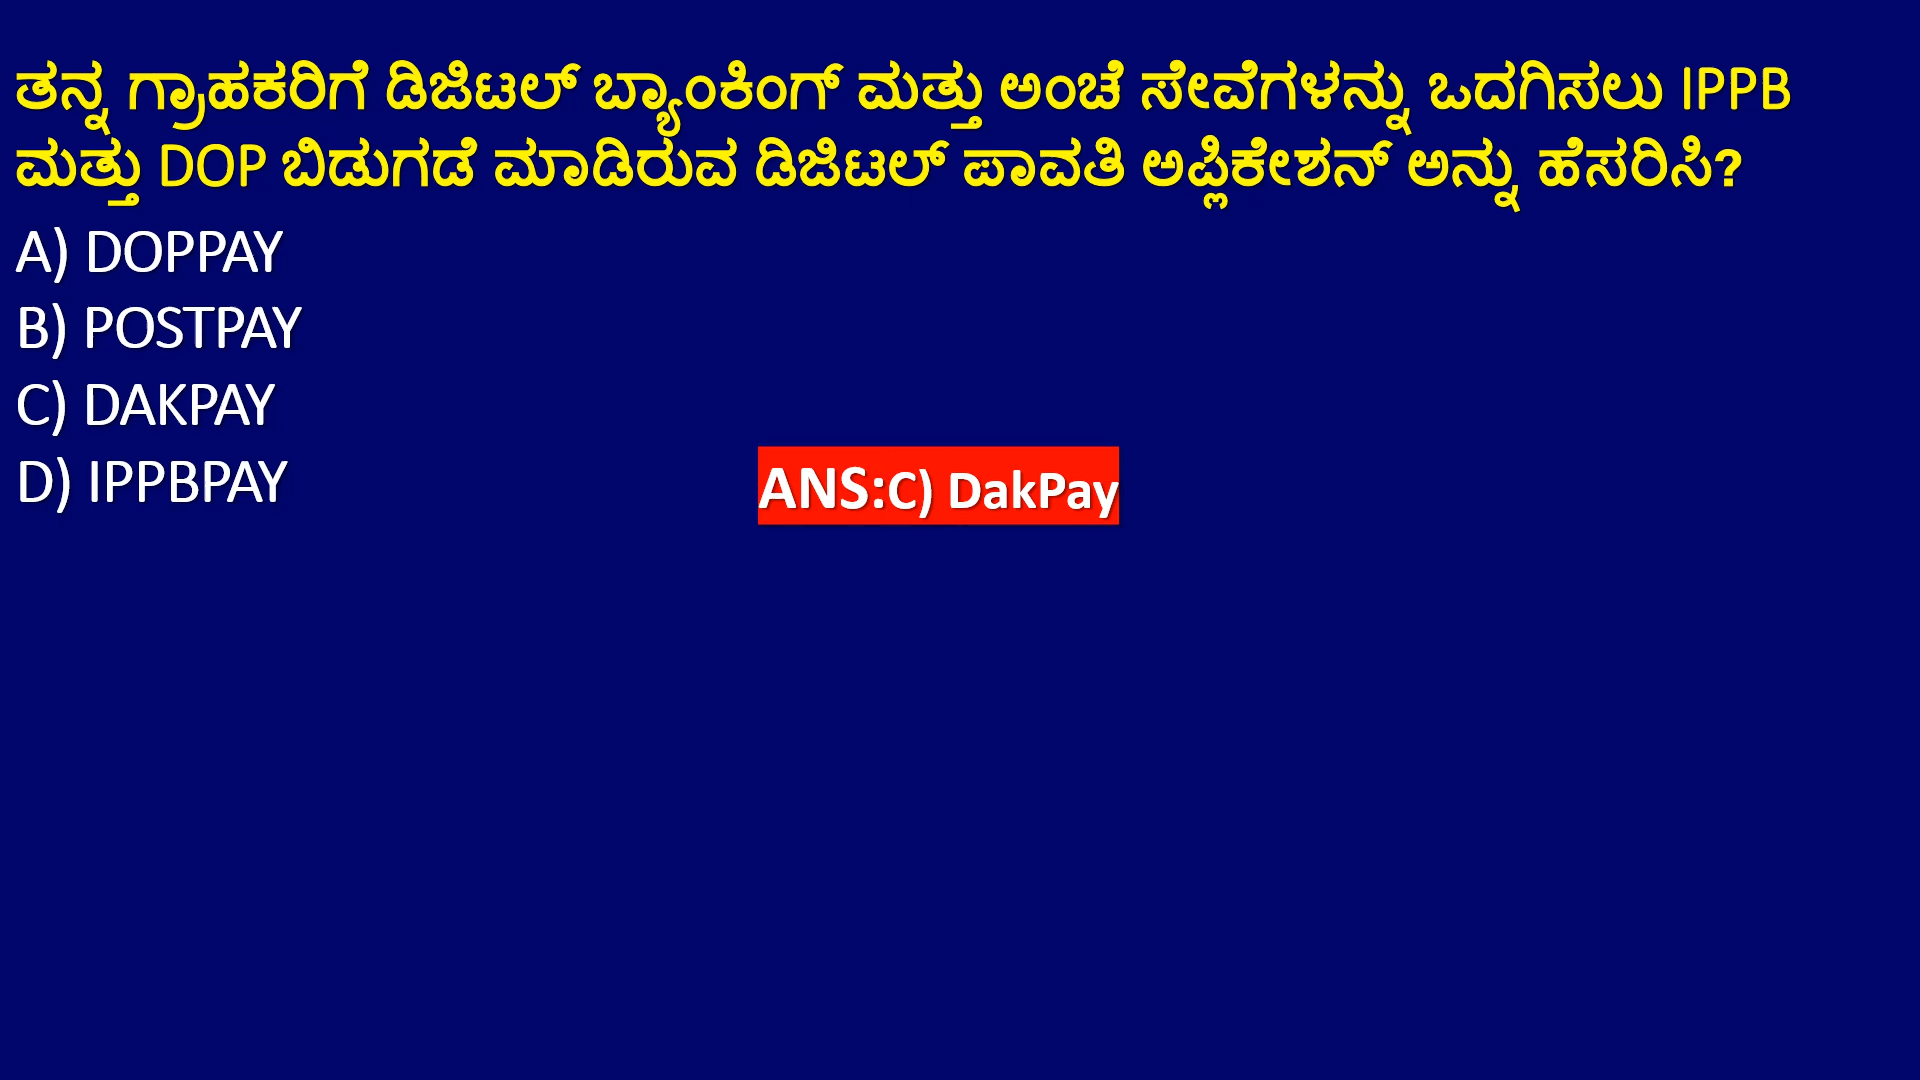 ತನ್ನ ಗ್ರಾಹಕರಿಗೆ ಡಿಜಿಟಲ್ ಬ್ಯಾಂಕಿಂಗ್ ಮತ್ತು ಅಂಚೆ ಸೇವೆಗಳನ್ನು ಒದಗಿಸಲು IPPB
ಮತ್ತು DOP ಬಿಡುಗಡೆ ಮಾಡಿರುವ ಡಿಜಿಟಲ್ ಪಾವತಿ ಅಪ್ಲಿಕೇಶನ್ ಅನ್ನು ಹೆಸರಿಸಿ?
A) DOPPAY
B) POSTPAY
C) DAKPAY
D) IPPBPAY
ANS:C) DakPay